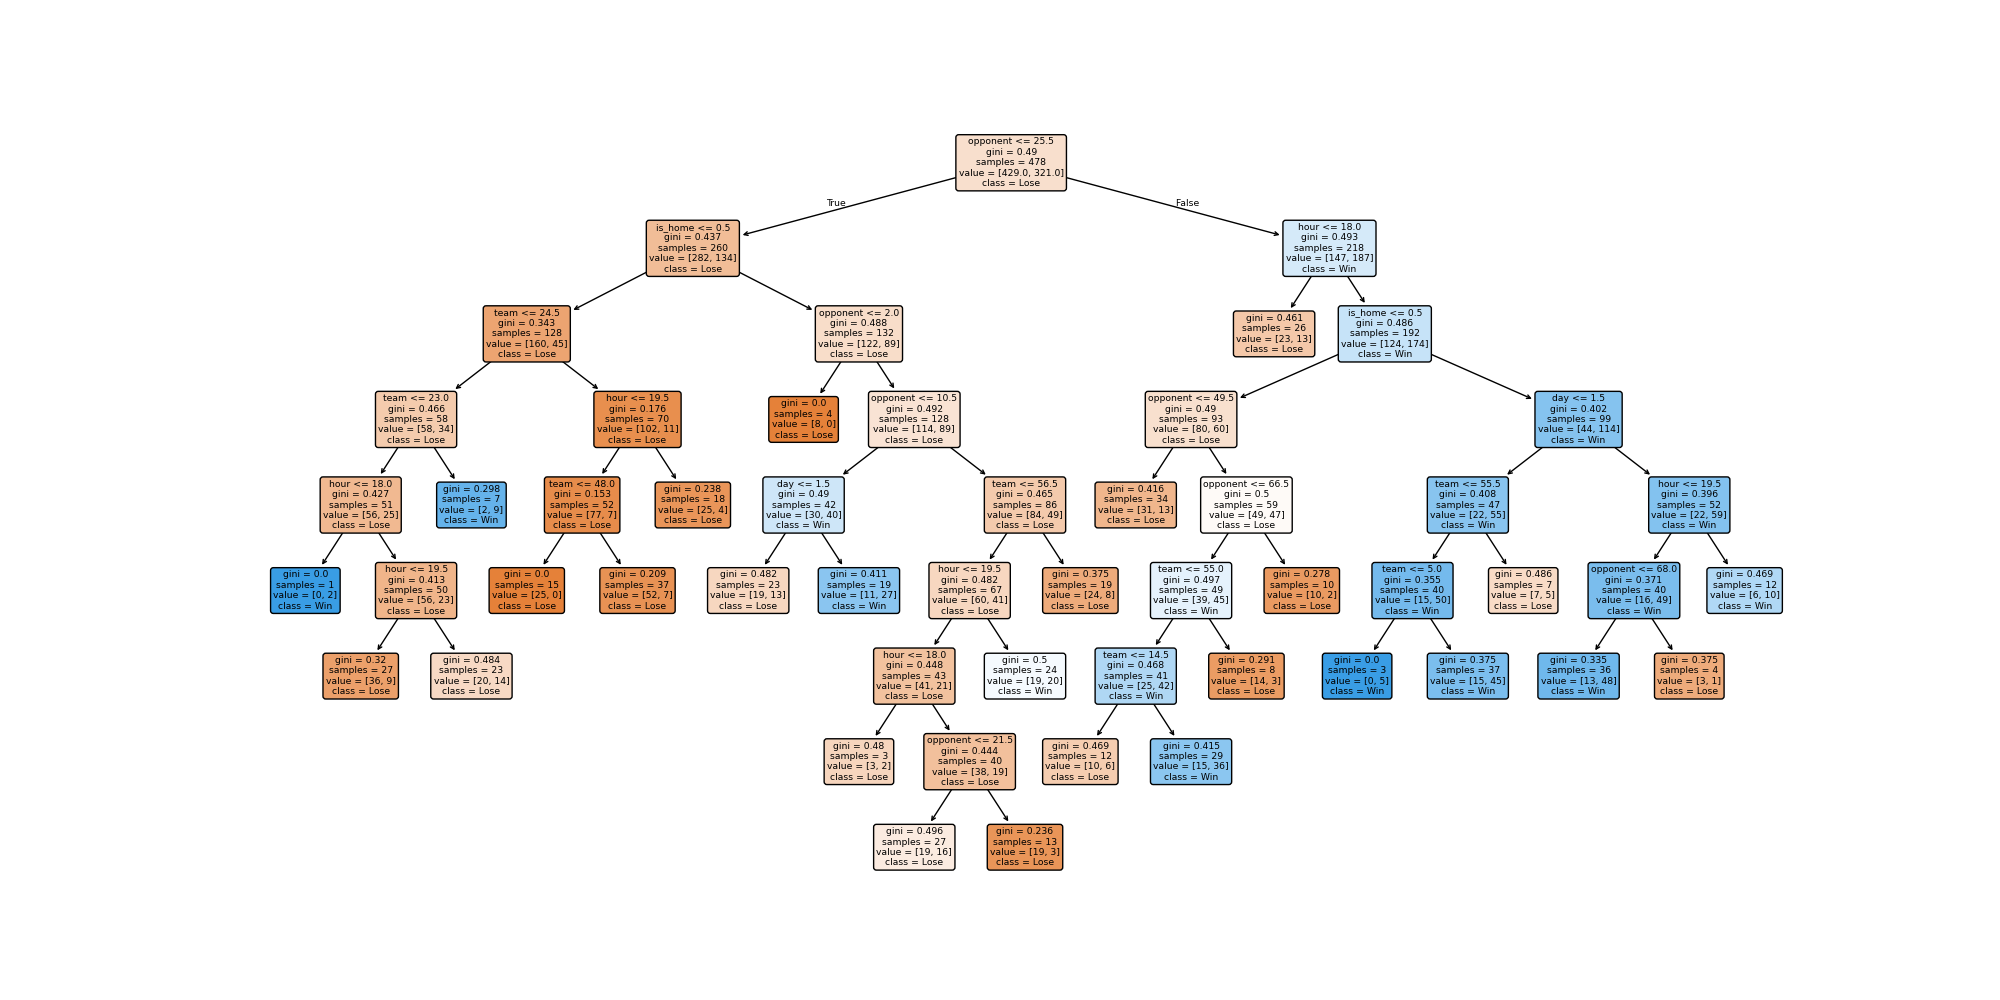 opponent <= 25.5
gini = 0.49
samples = 478
value = [429.0, 321.0]
class = Lose
True
False
is_home <= 0.5
gini = 0.437
samples = 260
value = [282, 134]
class = Lose
hour <= 18.0
gini = 0.493
samples = 218
value = [147, 187]
class = Win
team <= 24.5
gini = 0.343
samples = 128
value = [160, 45]
class = Lose
opponent <= 2.0
gini = 0.488
samples = 132
value = [122, 89]
class = Lose
gini = 0.461
samples = 26
value = [23, 13]
class = Lose
is_home <= 0.5
gini = 0.486
samples = 192
value = [124, 174]
class = Win
team <= 23.0
gini = 0.466
samples = 58
value = [58, 34]
class = Lose
hour <= 19.5
gini = 0.176
samples = 70
value = [102, 11]
class = Lose
gini = 0.0
samples = 4
value = [8, 0]
class = Lose
opponent <= 10.5
gini = 0.492
samples = 128
value = [114, 89]
class = Lose
opponent <= 49.5
gini = 0.49
samples = 93
value = [80, 60]
class = Lose
day <= 1.5
gini = 0.402
samples = 99
value = [44, 114]
class = Win
hour <= 18.0
gini = 0.427
samples = 51
value = [56, 25]
class = Lose
gini = 0.298
samples = 7
value = [2, 9]
class = Win
team <= 48.0
gini = 0.153
samples = 52
value = [77, 7]
class = Lose
gini = 0.238
samples = 18
value = [25, 4]
class = Lose
day <= 1.5
gini = 0.49
samples = 42
value = [30, 40]
class = Win
team <= 56.5
gini = 0.465
samples = 86
value = [84, 49]
class = Lose
gini = 0.416
samples = 34
value = [31, 13]
class = Lose
opponent <= 66.5
gini = 0.5
samples = 59
value = [49, 47]
class = Lose
team <= 55.5
gini = 0.408
samples = 47
value = [22, 55]
class = Win
hour <= 19.5
gini = 0.396
samples = 52
value = [22, 59]
class = Win
gini = 0.0
samples = 1
value = [0, 2]
class = Win
hour <= 19.5
gini = 0.413
samples = 50
value = [56, 23]
class = Lose
gini = 0.0
samples = 15
value = [25, 0]
class = Lose
gini = 0.209
samples = 37
value = [52, 7]
class = Lose
gini = 0.482
samples = 23
value = [19, 13]
class = Lose
gini = 0.411
samples = 19
value = [11, 27]
class = Win
hour <= 19.5
gini = 0.482
samples = 67
value = [60, 41]
class = Lose
gini = 0.375
samples = 19
value = [24, 8]
class = Lose
team <= 55.0
gini = 0.497
samples = 49
value = [39, 45]
class = Win
gini = 0.278
samples = 10
value = [10, 2]
class = Lose
team <= 5.0
gini = 0.355
samples = 40
value = [15, 50]
class = Win
gini = 0.486
samples = 7
value = [7, 5]
class = Lose
opponent <= 68.0
gini = 0.371
samples = 40
value = [16, 49]
class = Win
gini = 0.469
samples = 12
value = [6, 10]
class = Win
gini = 0.32
samples = 27
value = [36, 9]
class = Lose
gini = 0.484
samples = 23
value = [20, 14]
class = Lose
hour <= 18.0
gini = 0.448
samples = 43
value = [41, 21]
class = Lose
gini = 0.5
samples = 24
value = [19, 20]
class = Win
team <= 14.5
gini = 0.468
samples = 41
value = [25, 42]
class = Win
gini = 0.291
samples = 8
value = [14, 3]
class = Lose
gini = 0.0
samples = 3
value = [0, 5]
class = Win
gini = 0.375
samples = 37
value = [15, 45]
class = Win
gini = 0.335
samples = 36
value = [13, 48]
class = Win
gini = 0.375
samples = 4
value = [3, 1]
class = Lose
gini = 0.48
samples = 3
value = [3, 2]
class = Lose
opponent <= 21.5
gini = 0.444
samples = 40
value = [38, 19]
class = Lose
gini = 0.469
samples = 12
value = [10, 6]
class = Lose
gini = 0.415
samples = 29
value = [15, 36]
class = Win
gini = 0.496
samples = 27
value = [19, 16]
class = Lose
gini = 0.236
samples = 13
value = [19, 3]
class = Lose